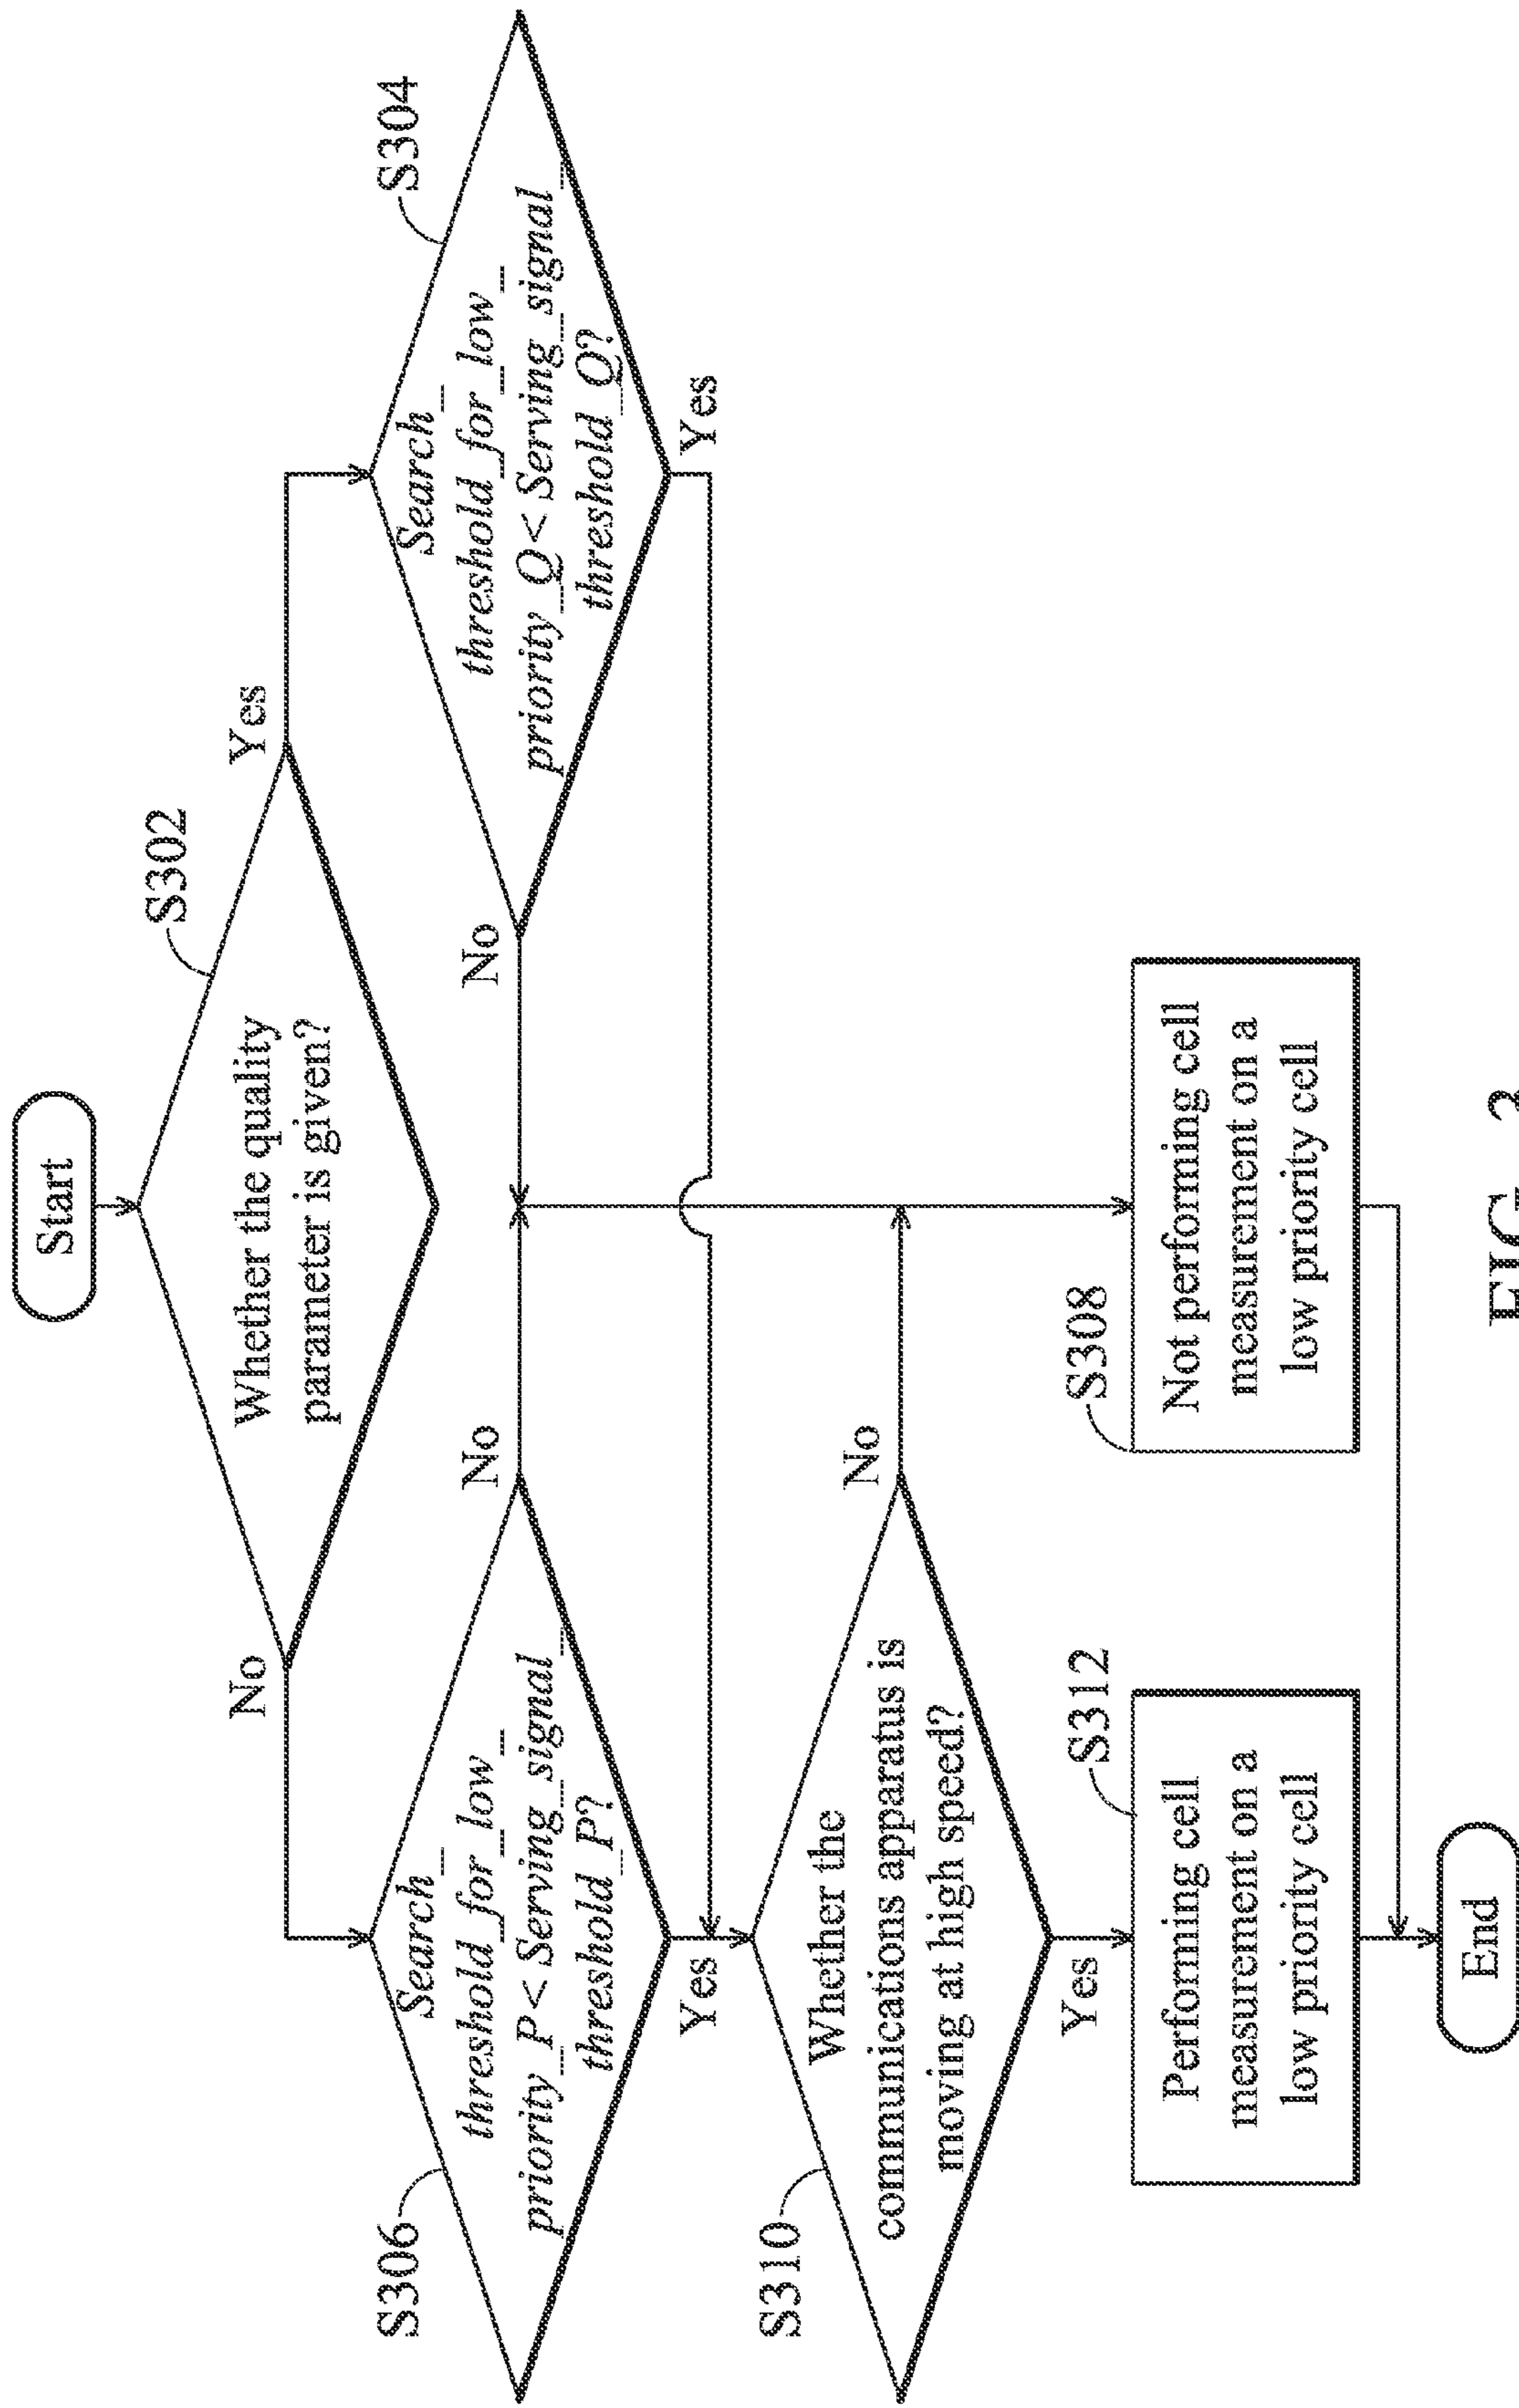 Start
S302
Whether the quality
parameter is given?
No
Yes
S306
Search_
threshold_for_low_
priority_P < Serving_signal_
threshold_P?
No
Yes
S304
Search_
threshold_for_low_
priority_Q < Serving_signal_
threshold_Q?
No
Yes
S310
Whether the
communications apparatus is
moving at high speed?
No
Yes
S312
Performing cell
measurement on a
low priority cell
S308
Not performing cell
measurement on a
low priority cell
End
FIG. 3